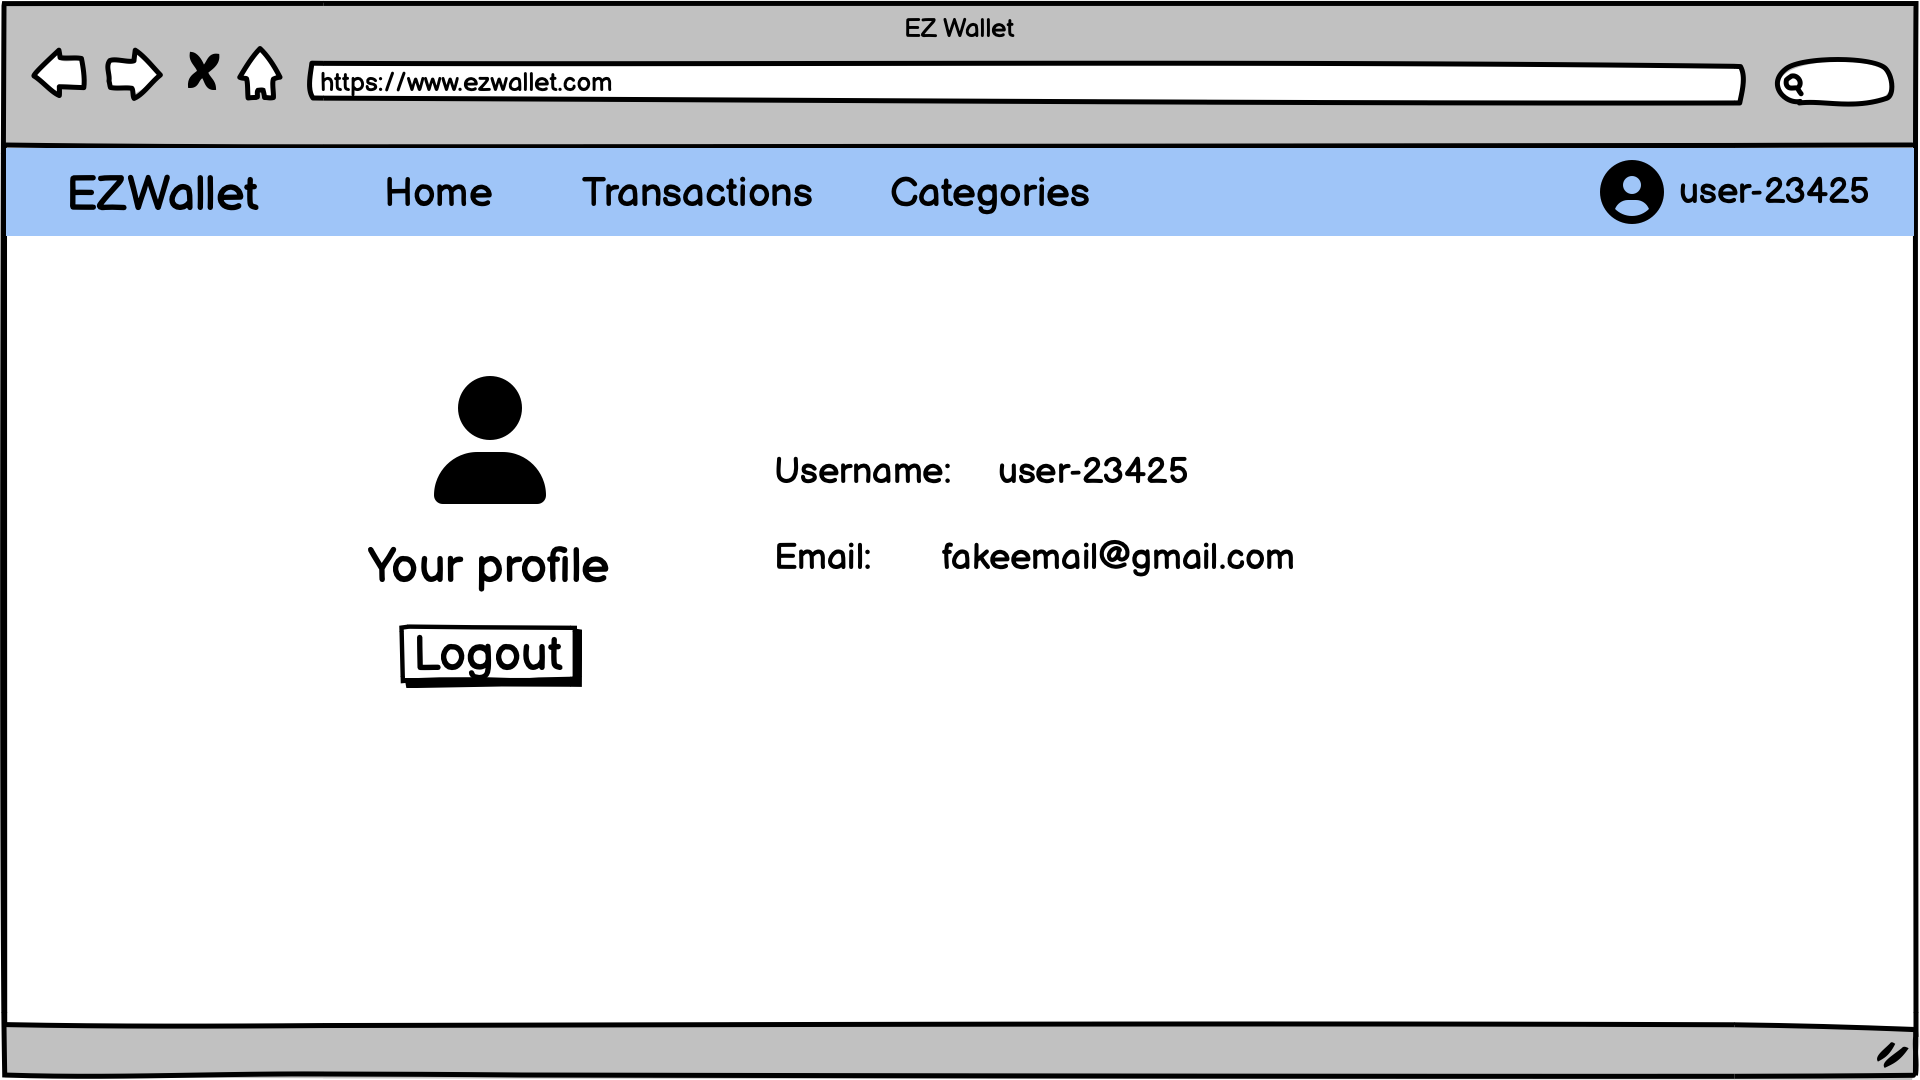 EZ Wallet
https://www.ezwallet.com
EZWallet Home Transactions Categories user-23425
Username: user-23425
Email: fakeemail@gmail.com
Your profile
Logout